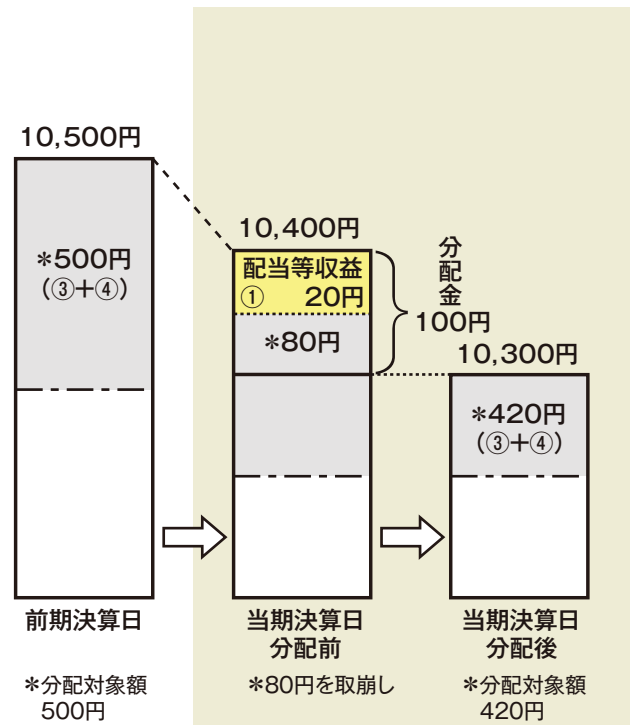 10,500円
*500円
(③+④)
前期決算日
*分配対象額
500円
10,400円
配当等収益
① 20円
*80円
分配金
100円
当期決算日
分配前
*80円を取崩し
10,300円
*420円
(③+④)
当期決算日
分配後
*分配対象額
420円